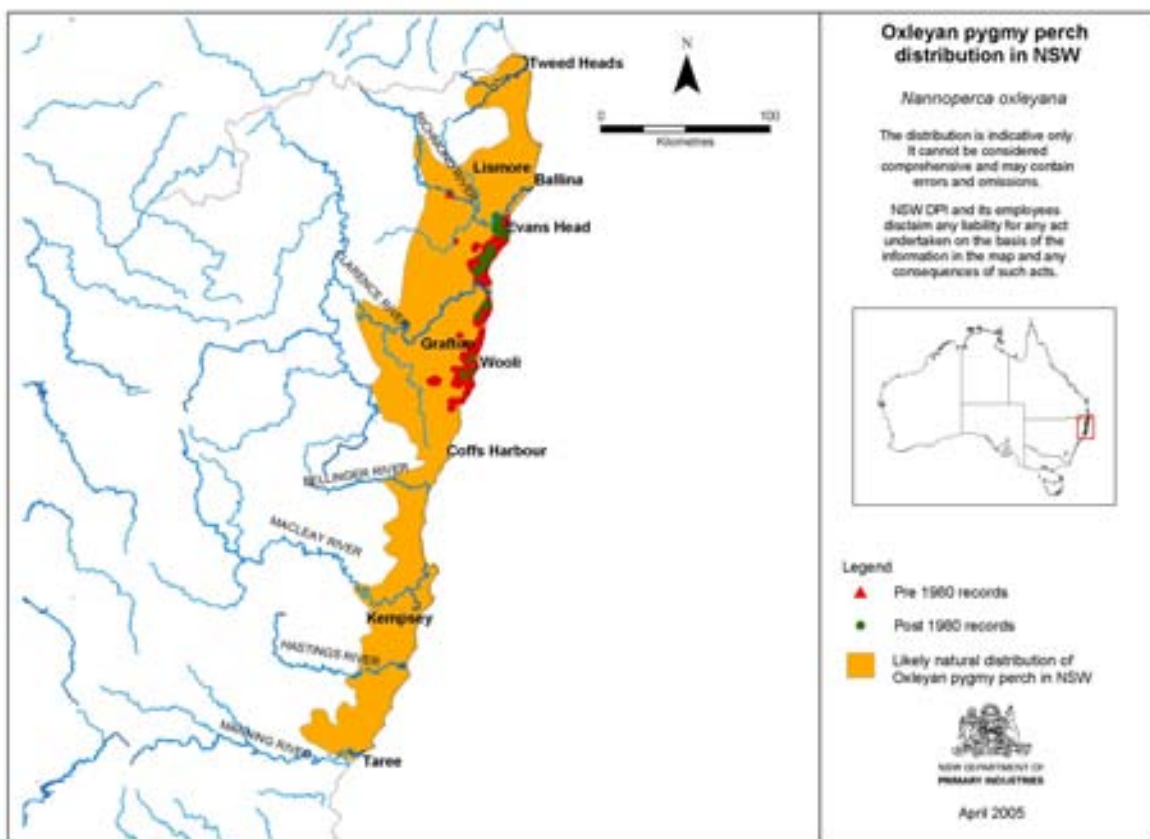 Oxleyan pygmy perch
distribution in NSW
Nannoperca oxleyana
The distribution is indicative only.
It cannot be considered
comprehensive and may contain
errors and omissions.
NSW DPI and its employees
disclaim any liability for any act
undertaken on the basis of the
information in the map and any
consequences of such acts.
Legend
Pre 1980 records
Post 1980 records
Likely natural distribution of
Oxleyan pygmy perch in NSW
NSW DEPARTMENT OF
PRIMARY INDUSTRIES
April 2005
N
0 100
Kilometres
Tweed Heads
RICHMOND RIVER
Lismore
Ballina
Evans Head
CLARENCE RIVER
Grafton
Wooli
Coffs Harbour
BELLINGER RIVER
MACLEAY RIVER
Kempsey
HASTINGS RIVER
MANNING RIVER
Taree